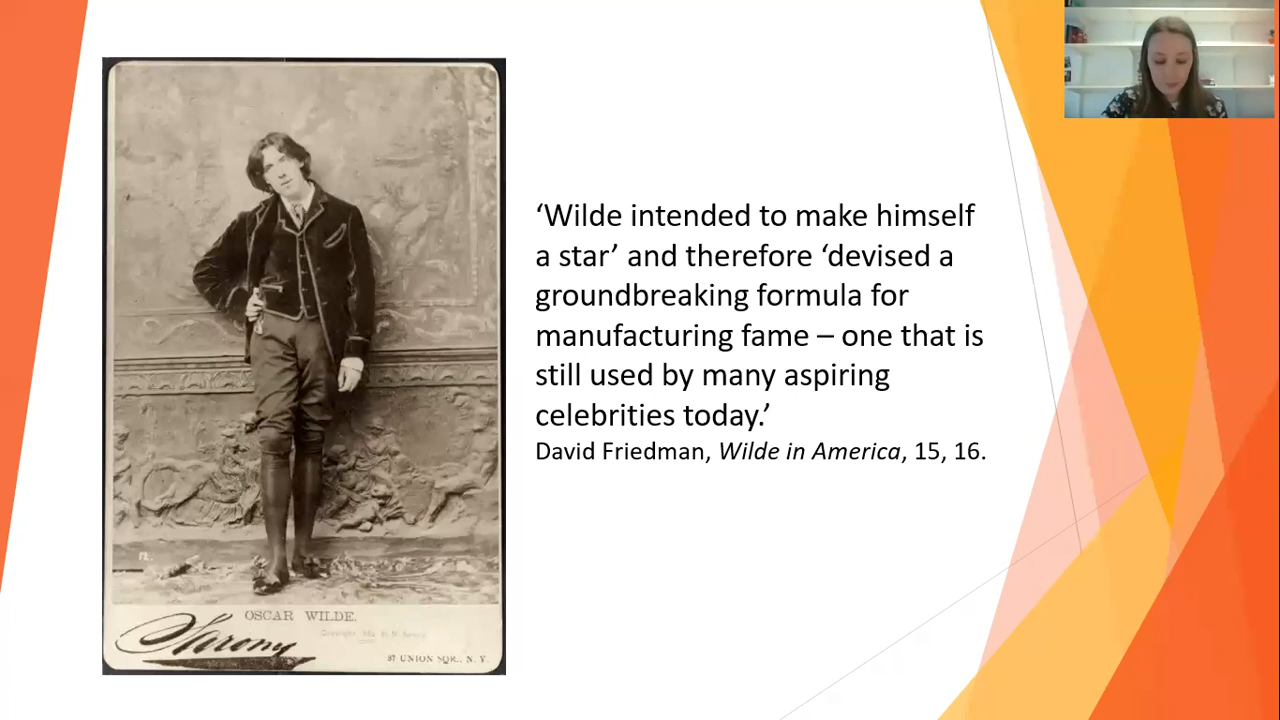 ‘Wilde intended to make himself
a star’ and therefore ‘devised a
groundbreaking formula for
manufacturing fame – one that is
still used by many aspiring
celebrities today.’
David Friedman, Wilde in America, 15, 16.
OSCAR WILDE.
Sarony
37 UNION SQR., N. Y.